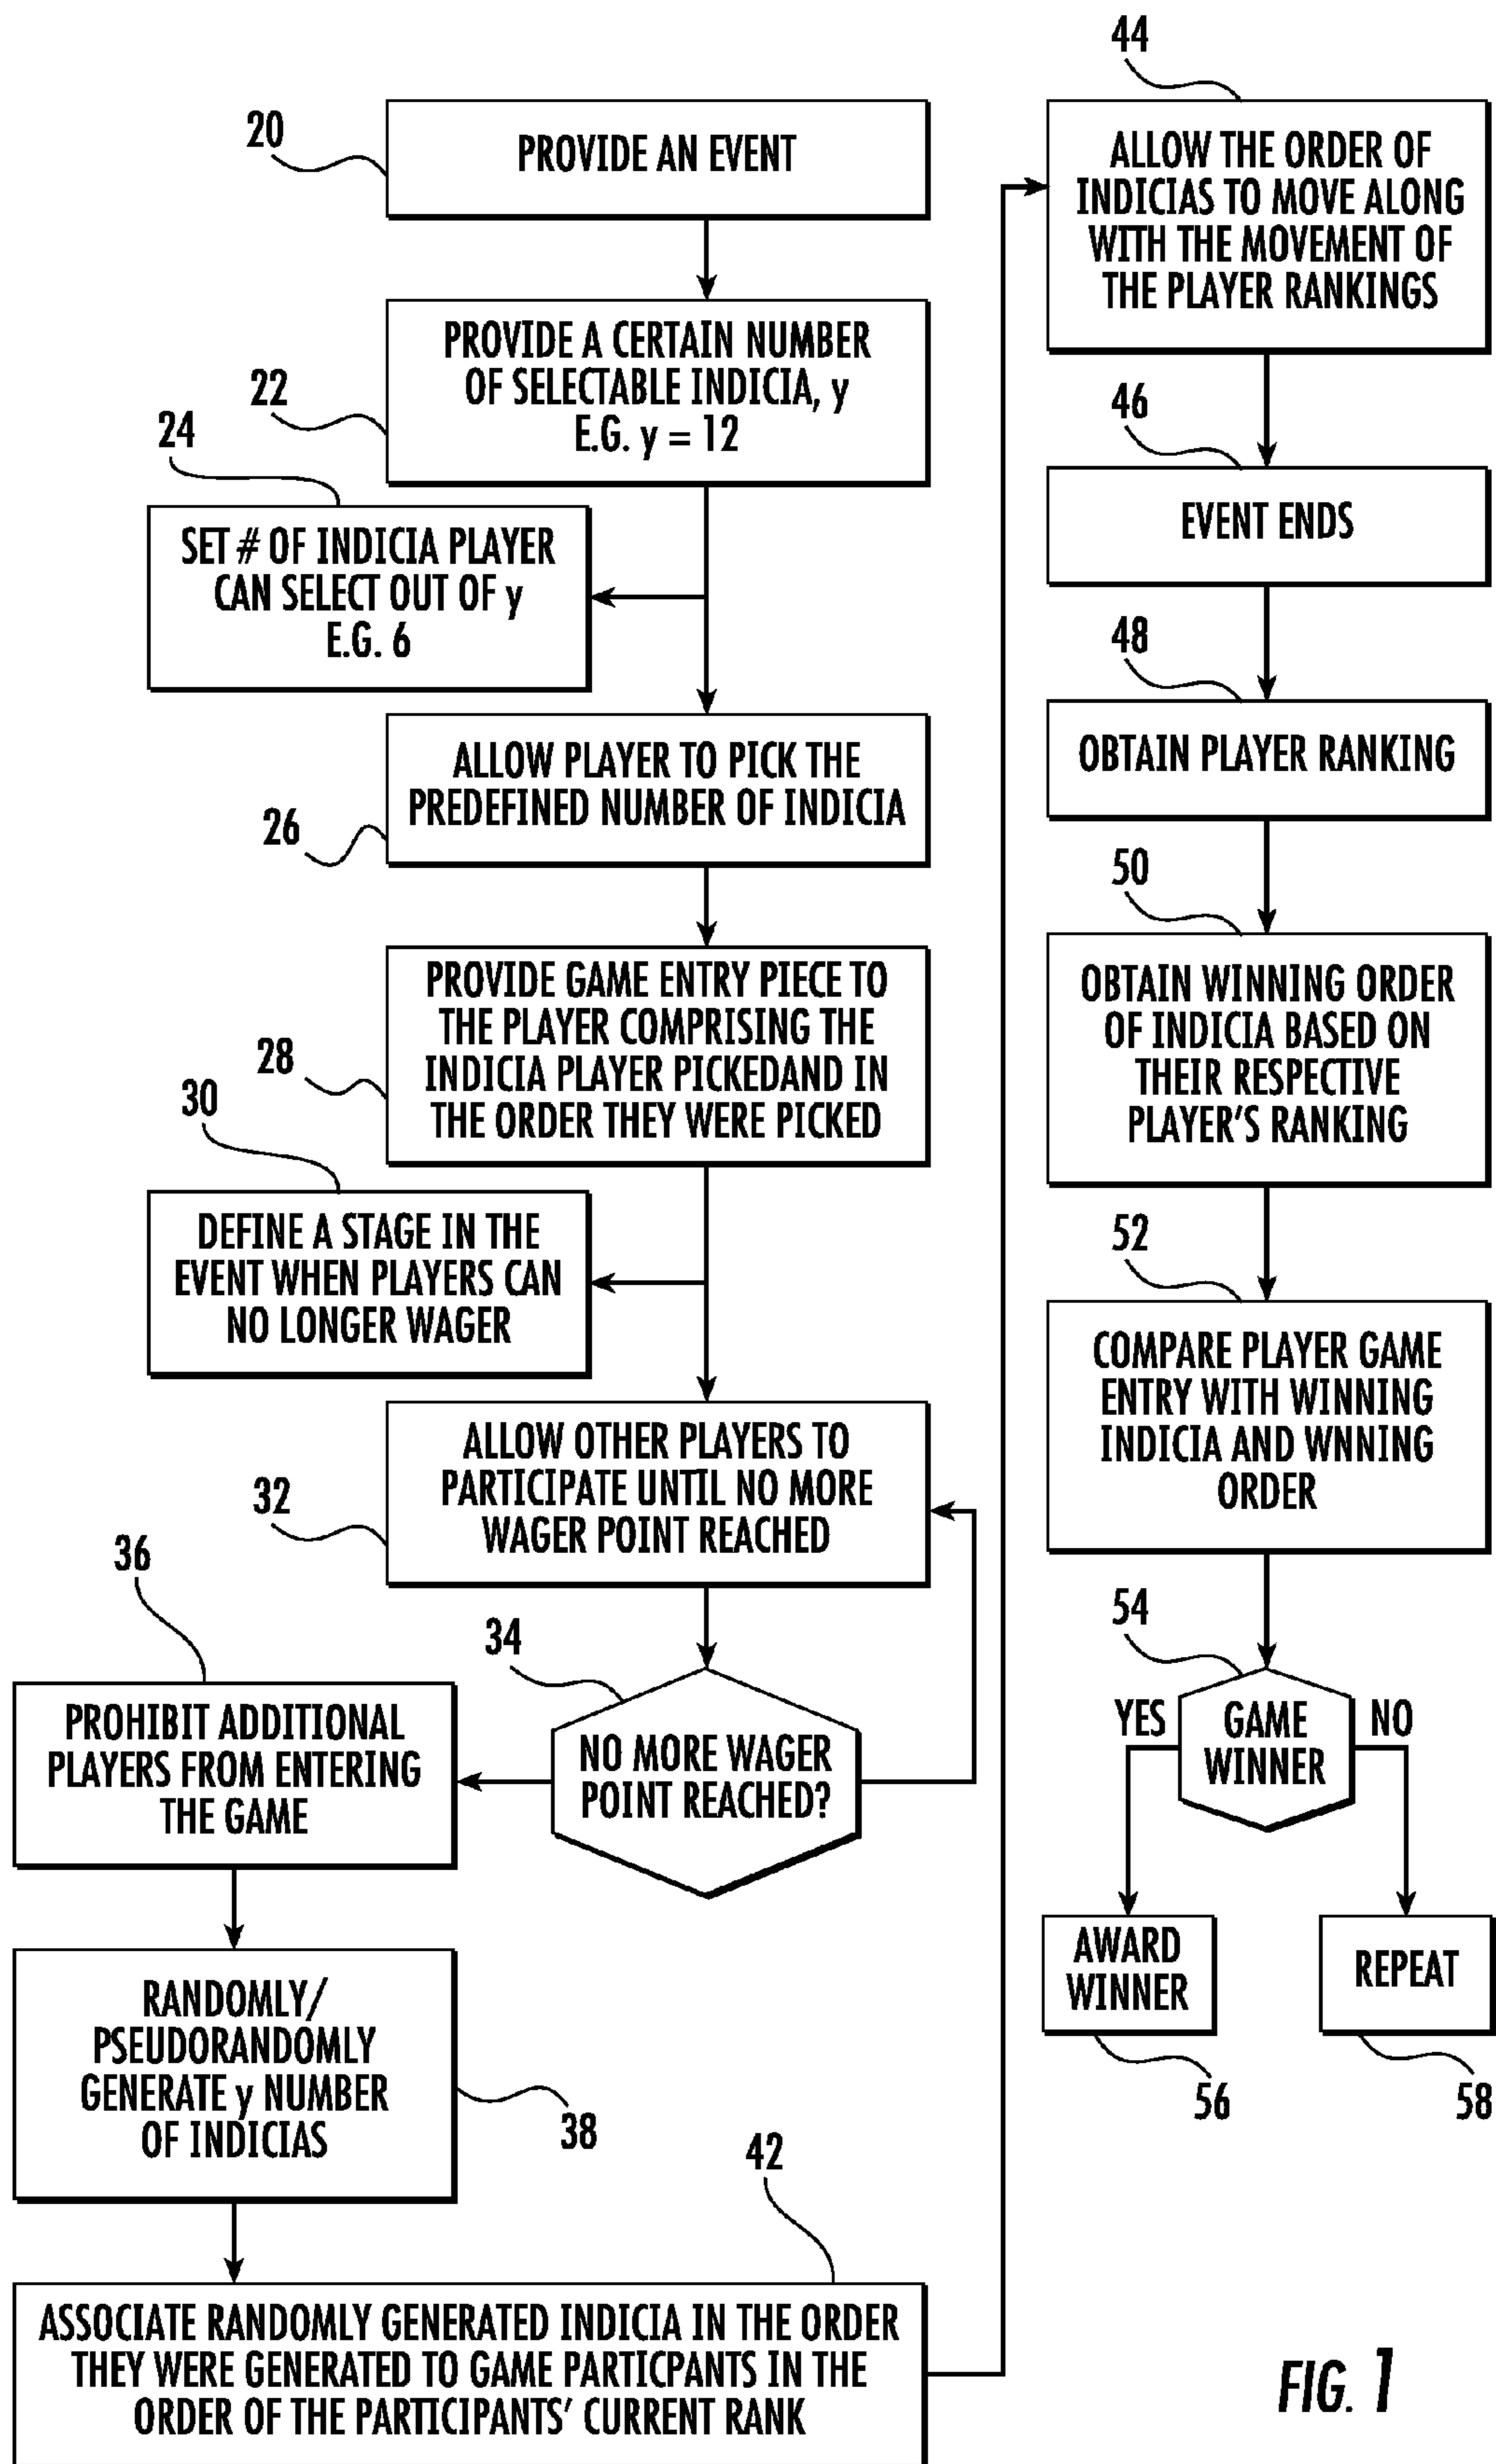 20
PROVIDE AN EVENT
22
PROVIDE A CERTAIN NUMBER
OF SELECTABLE INDICIA, y
E.G. y = 12
24
SET # OF INDICIA PLAYER
CAN SELECT OUT OF y
E.G. 6
26
ALLOW PLAYER TO PICK THE
PREDEFINED NUMBER OF INDICIA
28
PROVIDE GAME ENTRY PIECE TO
THE PLAYER COMPRISING THE
INDICIA PLAYER PICKEDAND IN
THE ORDER THEY WERE PICKED
30
DEFINE A STAGE IN THE
EVENT WHEN PLAYERS CAN
NO LONGER WAGER
32
ALLOW OTHER PLAYERS TO
PARTICIPATE UNTIL NO MORE
WAGER POINT REACHED
34
NO MORE WAGER
POINT REACHED?
36
PROHIBIT ADDITIONAL
PLAYERS FROM ENTERING
THE GAME
38
RANDOMLY/
PSEUDORANDOMLY
GENERATE y NUMBER
OF INDICIAS
42
ASSOCIATE RANDOMLY GENERATED INDICIA IN THE ORDER
THEY WERE GENERATED TO GAME PARTICPANTS IN THE
ORDER OF THE PARTICIPANTS' CURRENT RANK
44
ALLOW THE ORDER OF
INDICIAS TO MOVE ALONG
WITH THE MOVEMENT OF
THE PLAYER RANKINGS
46
EVENT ENDS
48
OBTAIN PLAYER RANKING
50
OBTAIN WINNING ORDER
OF INDICIA BASED ON
THEIR RESPECTIVE
PLAYER'S RANKING
52
COMPARE PLAYER GAME
ENTRY WITH WINNING
INDICIA AND WNNING
ORDER
54
YES
GAME
WINNER
NO
AWARD
WINNER
56
REPEAT
58
FIG. 1